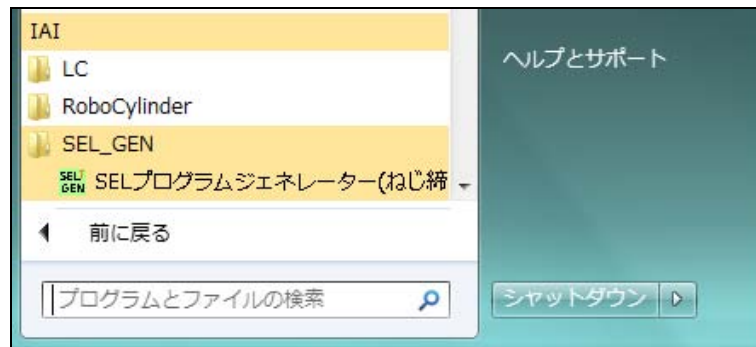 IAI
LC
RoboCylinder
SEL_GEN
SEL GEN SELプログラムジェネレーター(ねじ締
前に戻る
プログラムとファイルの検索
ヘルプとサポート
シャットダウン